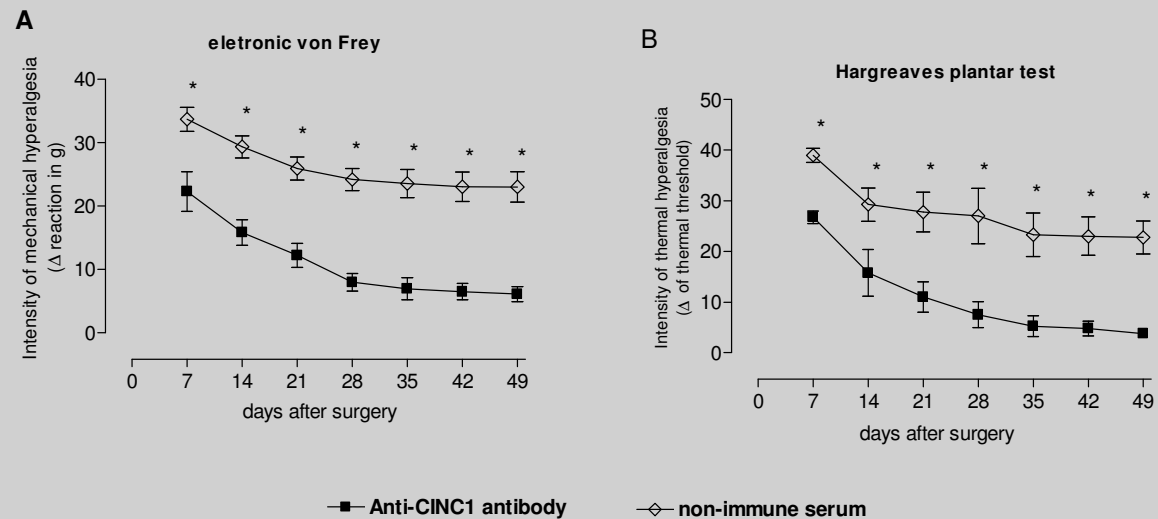 A
eletronic von Frey
Intensity of mechanical hyperalgesia
(Δ reaction in g)
40
30
20
10
0
* * * * * * *
0 7 14 21 28 35 42 49
days after surgery
B
Hargreaves plantar test
Intensity of thermal hyperalgesia
(Δ of thermal threshold)
50
40
30
20
10
0
* * * * * * *
0 7 14 21 28 35 42 49
days after surgery
Anti-CINC1 antibody
non-immune serum